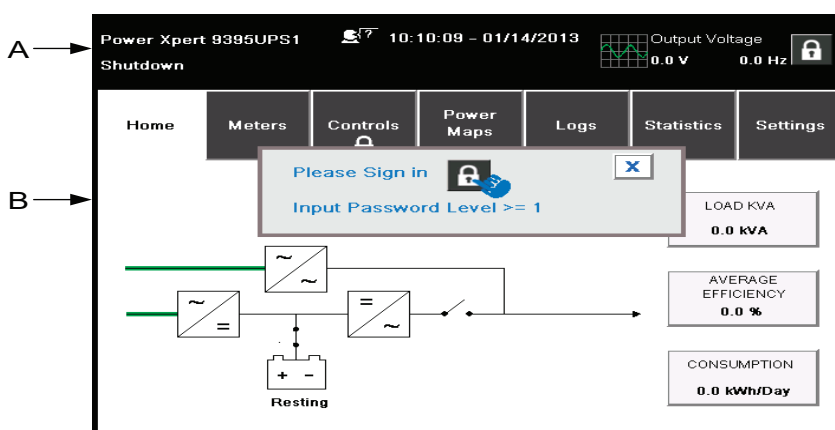 A
Power Xpert 9395UPS1
?
10:10:09 - 01/14/2013
Output Voltage
Shutdown
0.0 V
0.0 Hz
Home
Meters
Controls
Power
Maps
Logs
Statistics
Settings
B
Please Sign in
X
Input Password Level >= 1
LOAD KVA
0.0 kVA
AVERAGE
EFFICIENCY
0.0 %
CONSUMPTION
0.0 kWh/Day
~
~
~
=
=
~
+ -
Resting